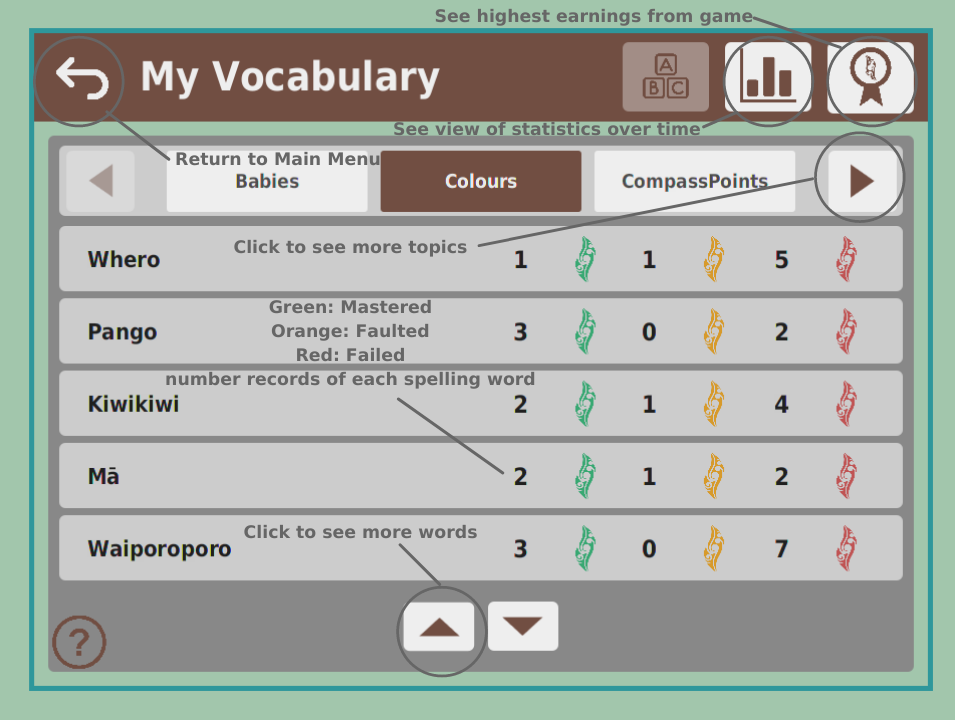 See highest earnings from game
My Vocabulary
A
B C
See view of statistics over time
Return to Main Menu
Babies
Colours
CompassPoints
Click to see more topics
Whero 1 1 5
Green: Mastered
Orange: Faulted
Red: Failed
number records of each spelling word
Pango 3 0 2
Kiwikiwi 2 1 4
Mā 2 1 2
Click to see more words
Waiporoporo 3 0 7
?